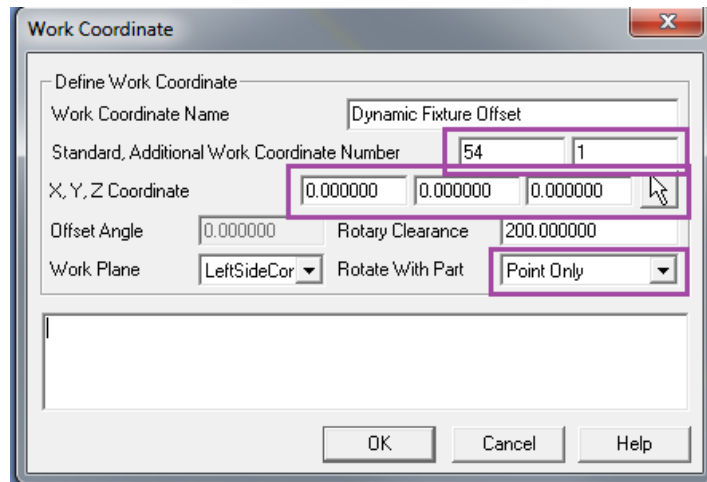 Work Coordinate
Define Work Coordinate
Work Coordinate Name Dynamic Fixture Offset
Standard, Additional Work Coordinate Number 54 1
X, Y, Z Coordinate 0.000000 0.000000 0.000000
Offset Angle 0.000000 Rotary Clearance 200.000000
Work Plane LeftSideCor Rotate With Part Point Only
OK Cancel Help